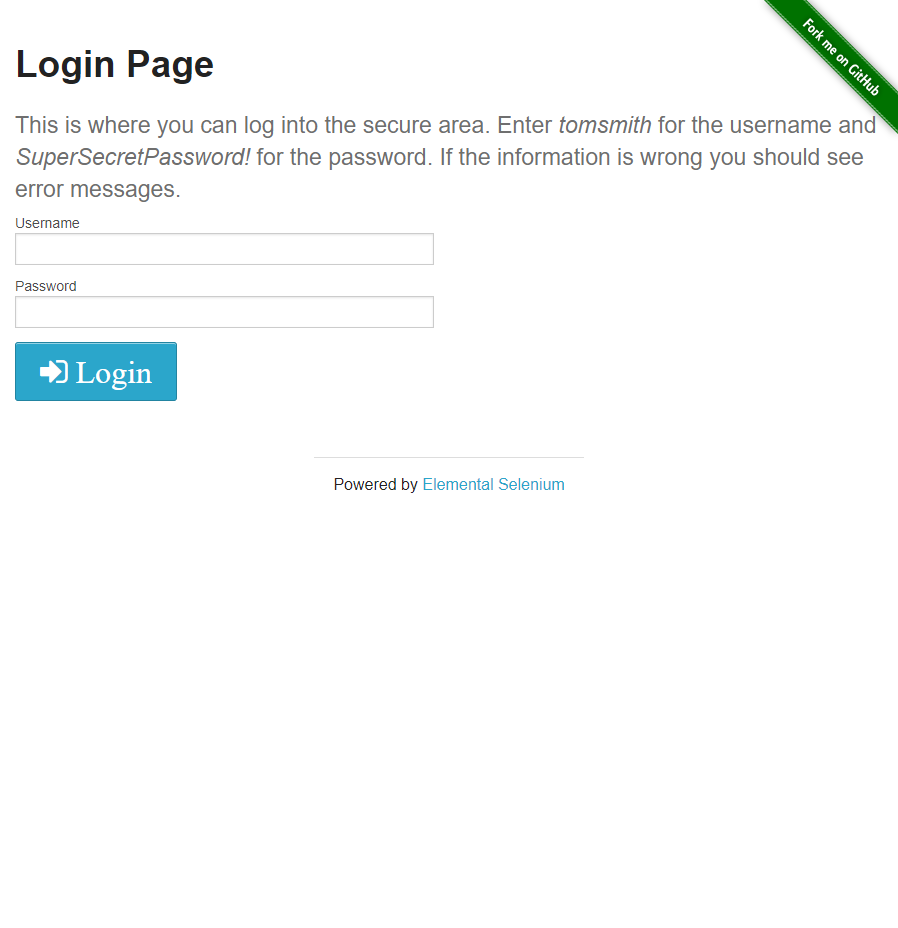 Fork me on GitHub
Login Page
This is where you can log into the secure area. Enter tomsmith for the username and
SuperSecretPassword! for the password. If the information is wrong you should see
error messages.
Username
Password
Login
Powered by Elemental Selenium